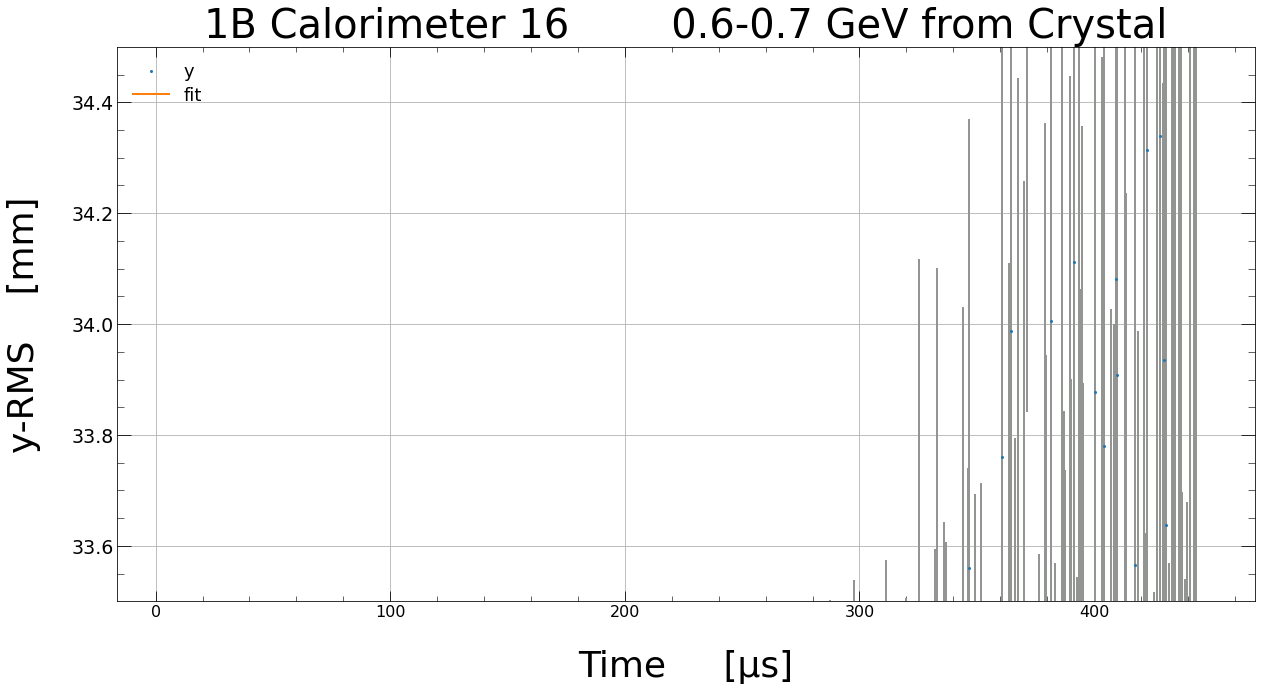 1B Calorimeter 16 0.6-0.7 GeV from Crystal
y
fit
34.4
34.2
34.0
33.8
33.6
y-RMS [mm]
0 100 200 300 400
Time [μs]